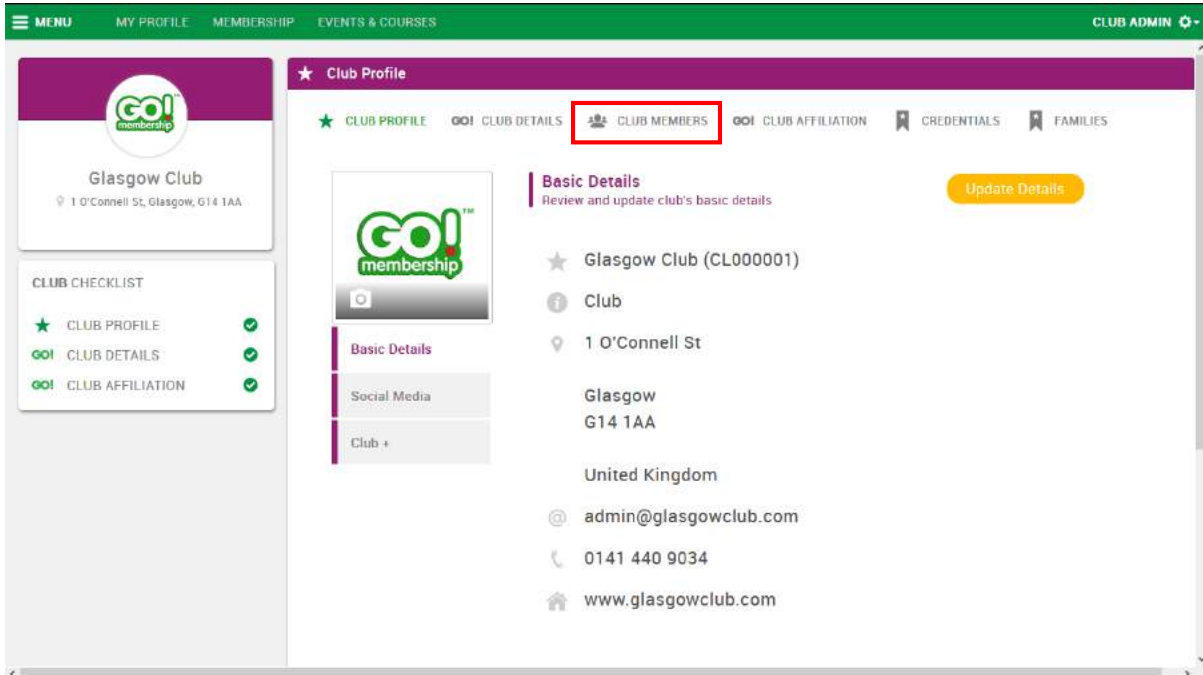 MENU MY PROFILE MEMBERSHIP EVENTS & COURSES CLUB ADMIN
GO!
membership
Glasgow Club
1 O'Connell St, Glasgow, G14 1AA
CLUB CHECKLIST
CLUB PROFILE
GO! CLUB DETAILS
GO! CLUB AFFILIATION
Club Profile
CLUB PROFILE GO! CLUB DETAILS CLUB MEMBERS GO! CLUB AFFILIATION CREDENTIALS FAMILIES
GO!™
membership
Basic Details
Social Media
Club +
Basic Details
Review and update club's basic details
Update Details
Glasgow Club (CL000001)
Club
1 O'Connell St
Glasgow
G14 1AA
United Kingdom
admin@glasgowclub.com
0141 440 9034
www.glasgowclub.com